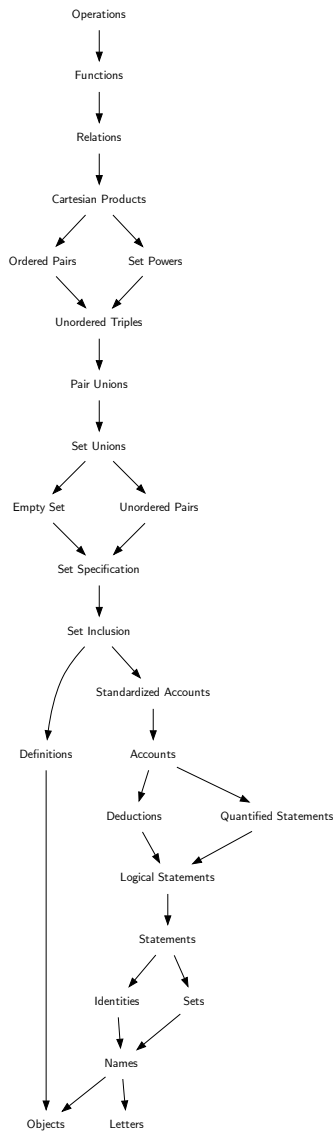 Operations
Functions
Relations
Cartesian Products
Ordered Pairs
Set Powers
Unordered Triples
Pair Unions
Set Unions
Empty Set
Unordered Pairs
Set Specification
Set Inclusion
Standardized Accounts
Definitions
Accounts
Deductions
Quantified Statements
Logical Statements
Statements
Identities
Sets
Names
Objects
Letters